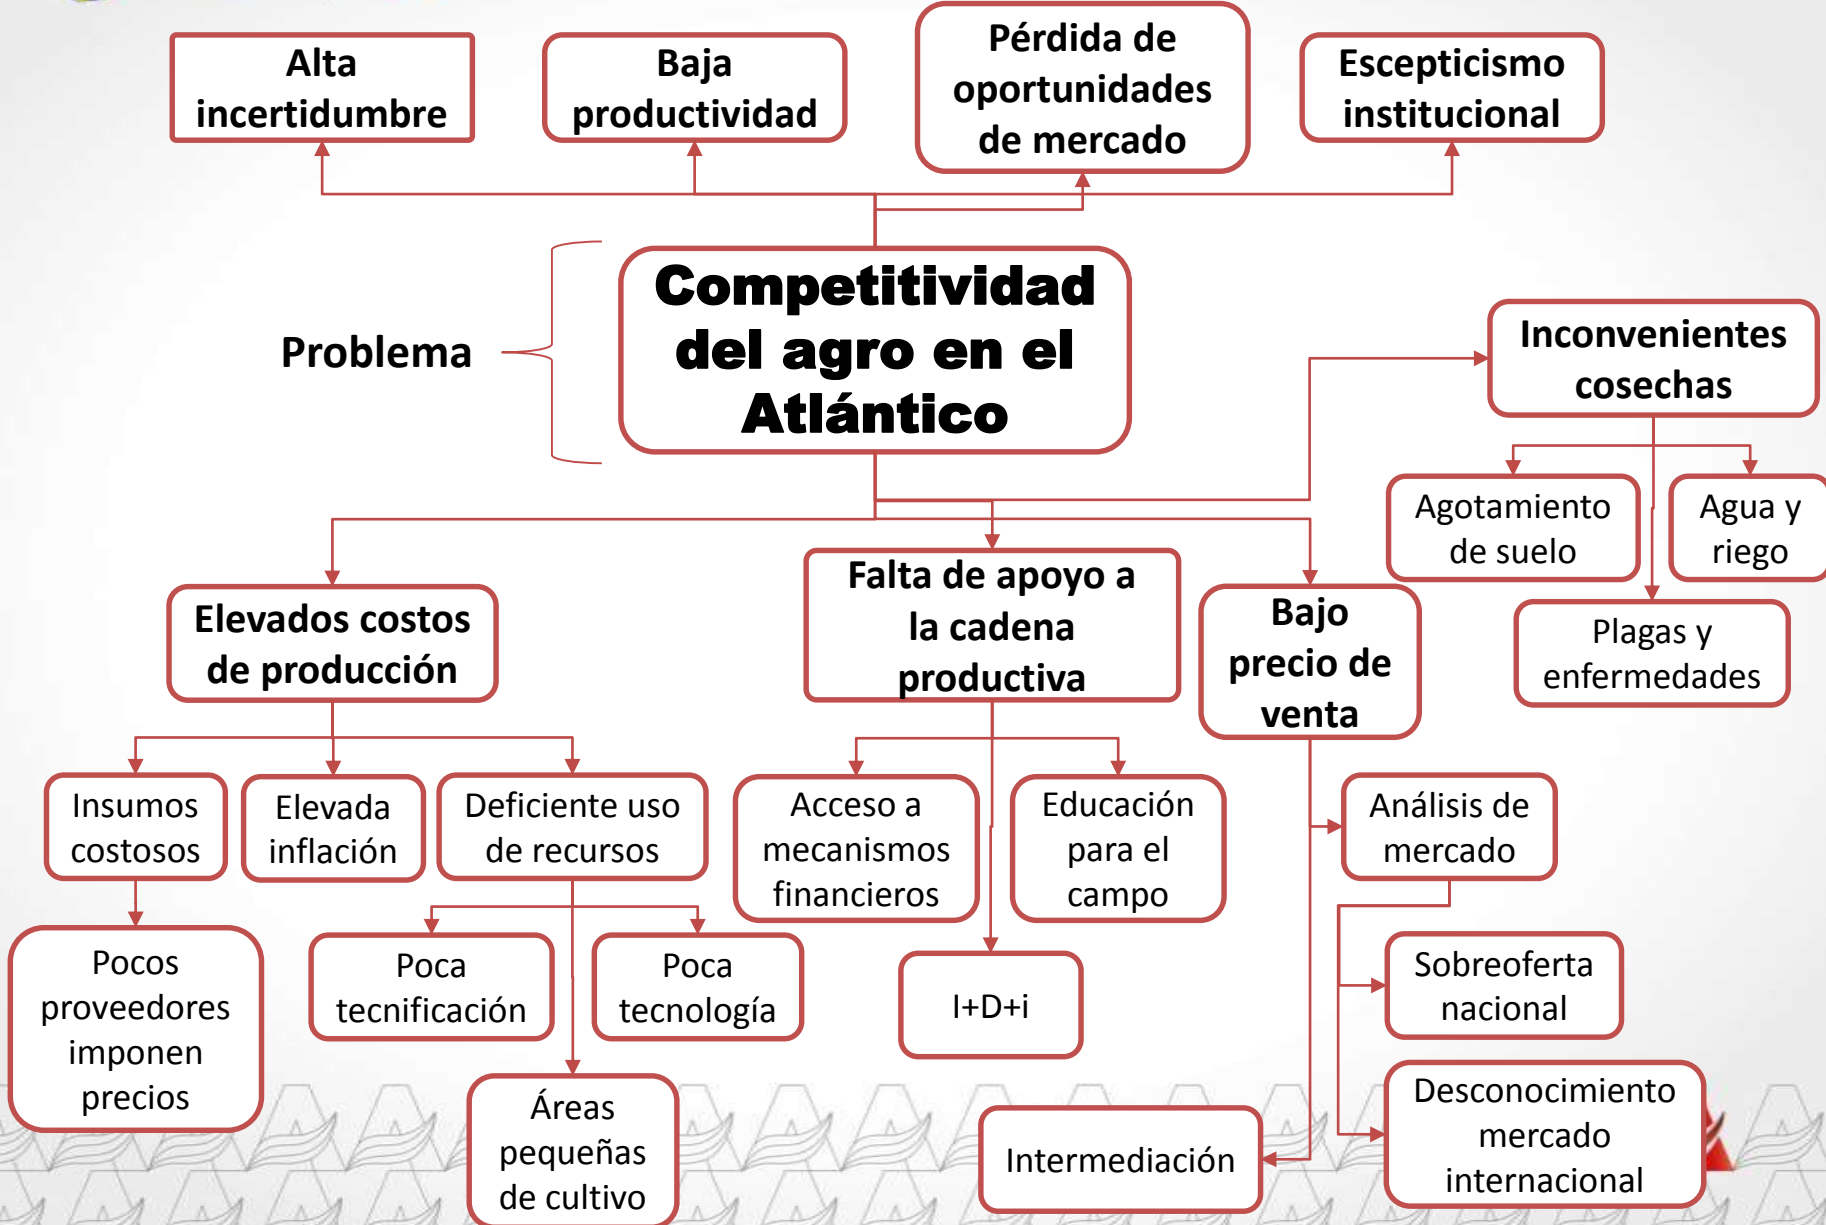 Alta
incertidumbre
Baja
productividad
Pérdida de
oportunidades
de mercado
Escepticismo
institucional
Problema
Competitividad
del agro en el
Atlántico
Inconvenientes
cosechas
Agotamiento
de suelo
Agua y
riego
Plagas y
enfermedades
Elevados costos
de producción
Falta de apoyo a
la cadena
productiva
Bajo
precio de
venta
Insumos
costosos
Elevada
inflación
Deficiente uso
de recursos
Acceso a
mecanismos
financieros
Educación
para el
campo
Análisis de
mercado
Pocos
proveedores
imponen
precios
Poca
tecnificación
Poca
tecnología
I+D+i
Sobreoferta
nacional
Áreas
pequeñas
de cultivo
Intermediación
Desconocimiento
mercado
internacional